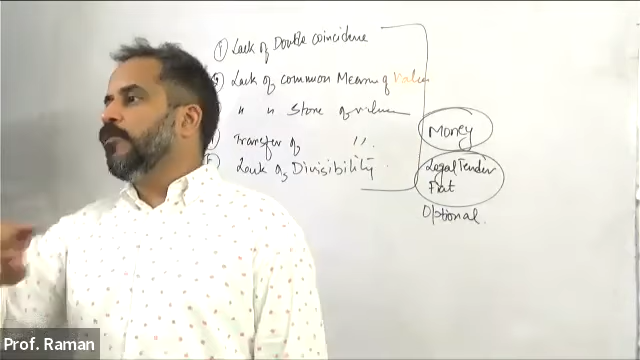 ① Lack of Double coincidence
Lack of common Measure of Value
" " Store of value
Transfer of "
Lack of Divisibility
Money
Legal Tender
Fiat
Optional.
Prof. Raman